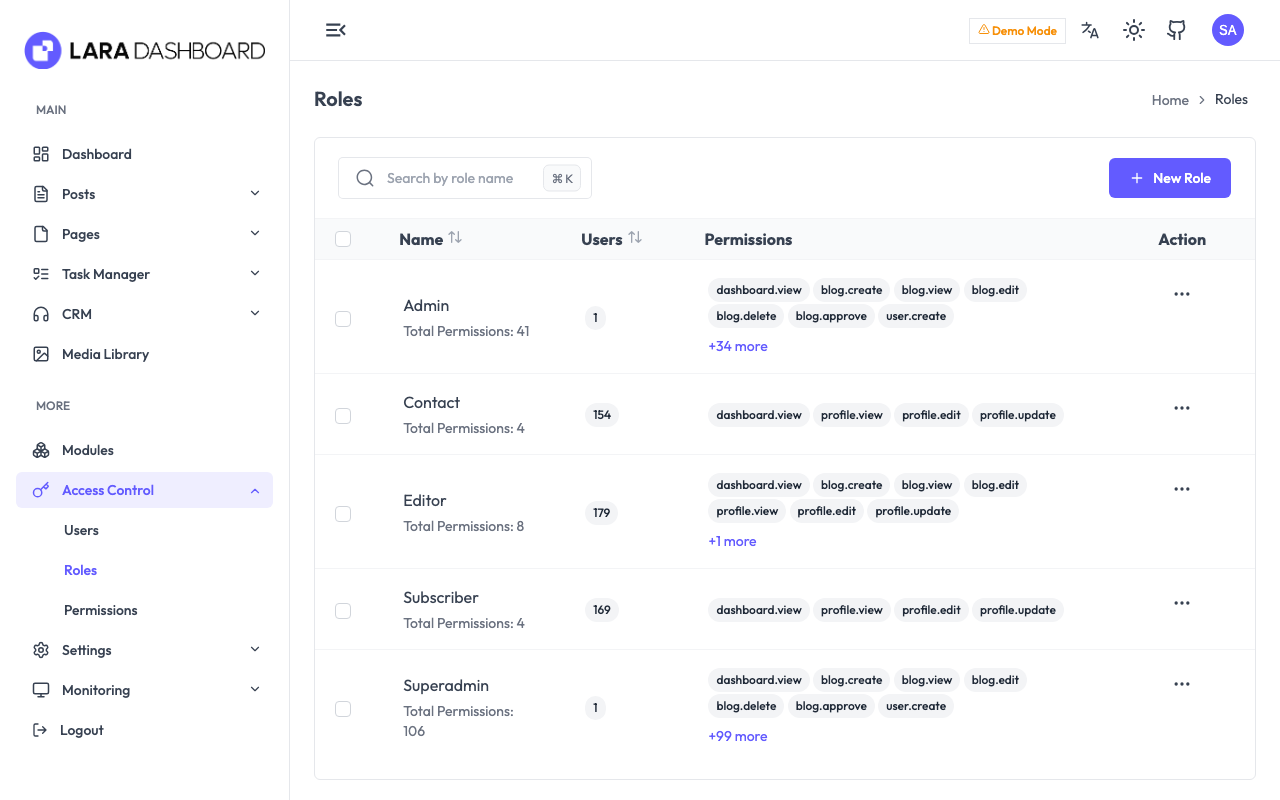 LARA DASHBOARD
MAIN
Dashboard
Posts
Pages
Task Manager
CRM
Media Library
MORE
Modules
Access Control
Users
Roles
Permissions
Settings
Monitoring
Logout
Demo Mode
SA
Roles
Home > Roles
Search by role name ⌘ K
+ New Role
Name Users Permissions Action
Admin
Total Permissions: 41
1
dashboard.view blog.create blog.view blog.edit
blog.delete blog.approve user.create
+34 more
Contact
Total Permissions: 4
154
dashboard.view profile.view profile.edit profile.update
Editor
Total Permissions: 8
179
dashboard.view blog.create blog.view blog.edit
profile.view profile.edit profile.update
+1 more
Subscriber
Total Permissions: 4
169
dashboard.view profile.view profile.edit profile.update
Superadmin
Total Permissions:
106
1
dashboard.view blog.create blog.view blog.edit
blog.delete blog.approve user.create
+99 more